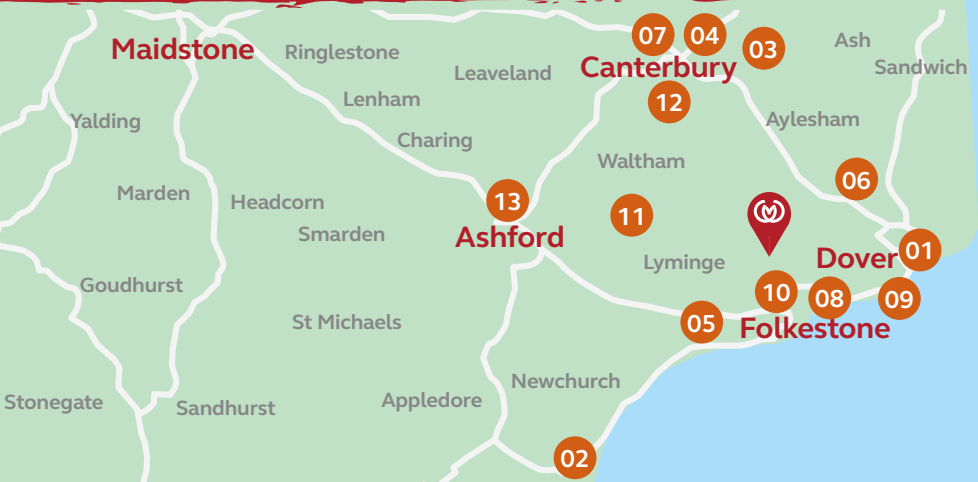 07
04
03
Ash
Maidstone
Ringlestone
Canterbury
Sandwich
Leaveland
Lenham
12
Yalding
Aylesham
Charing
Waltham
06
Marden
Headcorn
13
11
Smarden
Ashford
Lyminge
Dover
01
Goudhurst
10
08
09
St Michaels
05
Folkestone
Newchurch
Stonegate
Sandhurst
Appledore
02